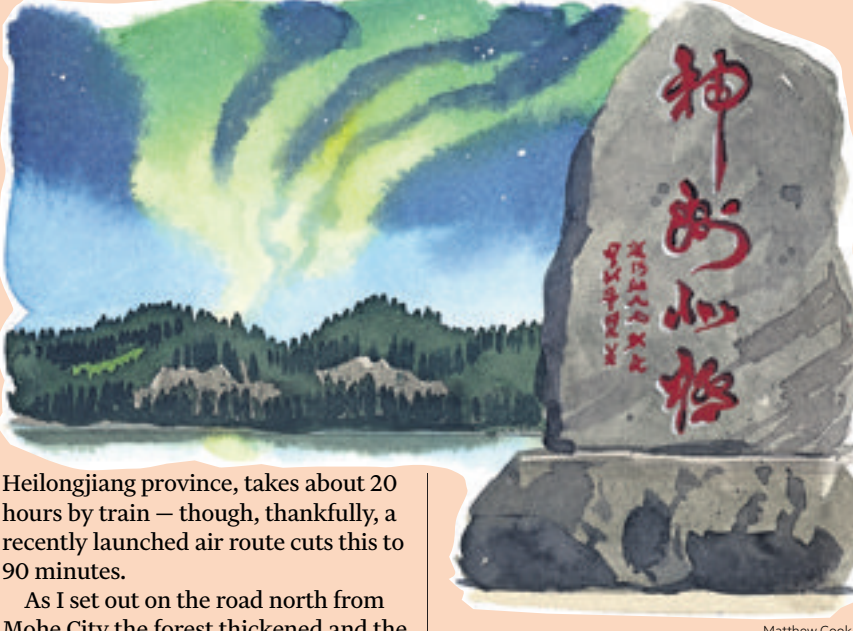 神州北极
Heilongjiang province, takes about 20
hours by train — though, thankfully, a
recently launched air route cuts this to
90 minutes.
As I set out on the road north from
Mohe City the forest thickened and the
Matthew Cook